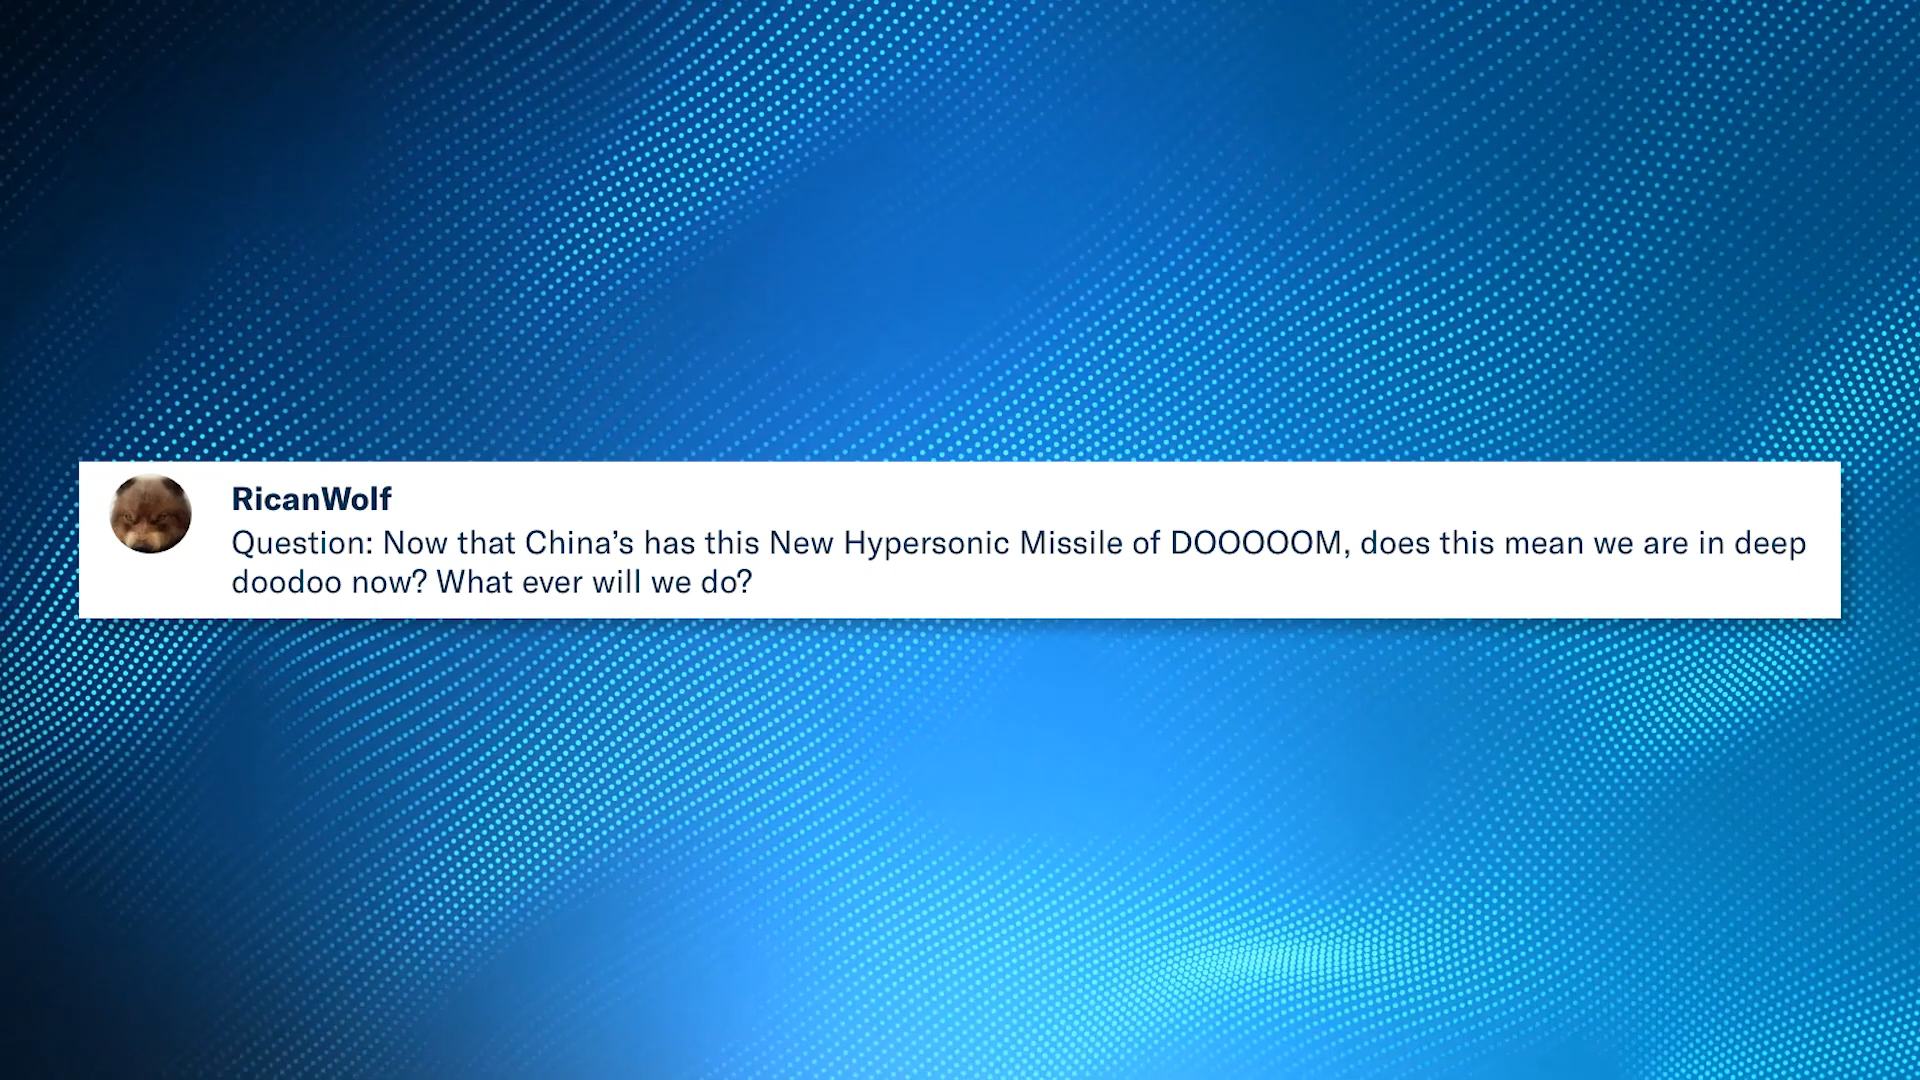 RicanWolf
Question: Now that China’s has this New Hypersonic Missile of DOOOOOM, does this mean we are in deep
doodoo now? What ever will we do?